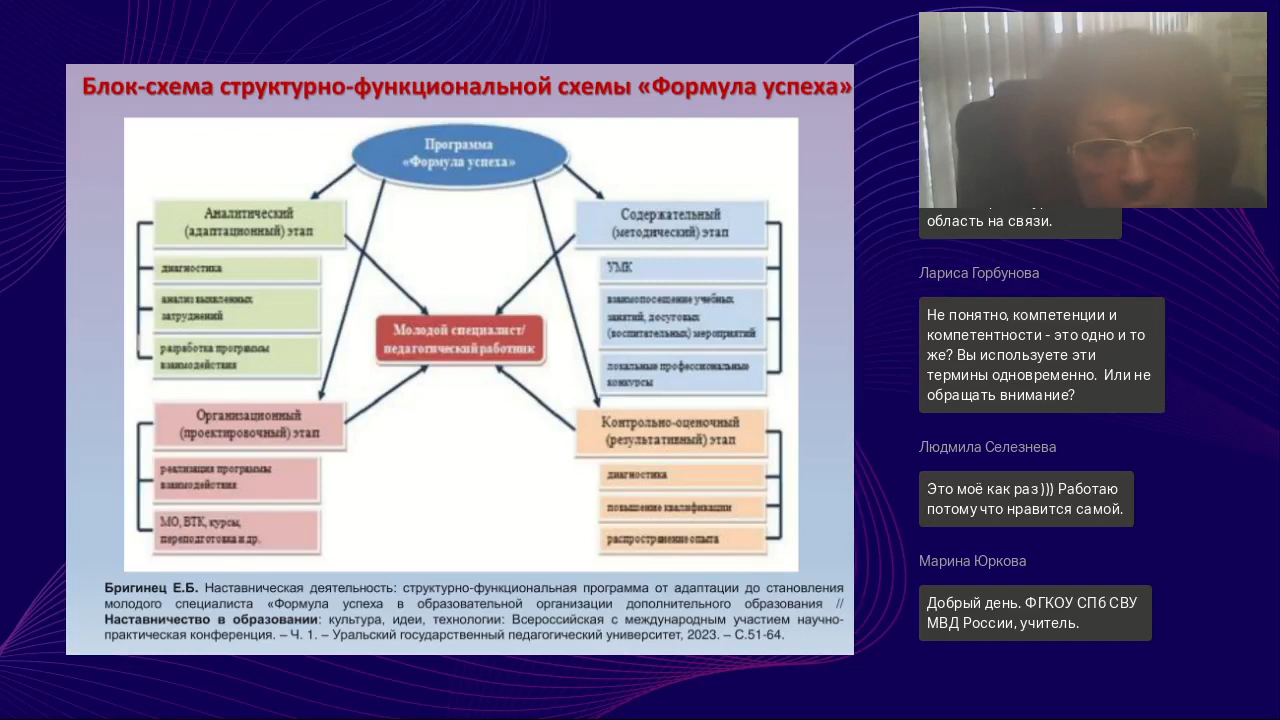 Блок-схема структурно-функциональной схемы «Формула успеха»
Программа
«Формула успеха»
Аналитический
(адаптационный) этап
диагностика
анализ выявленных
затруднений
разработка программы
взаимодействия
Содержательный
(методический) этап
УМК
взаимопосещение учебных
занятий, досуговых
(воспитательных) мероприятий
локальные профессиональные
конкурсы
Молодой специалист/
педагогический работник
Организационный
(проектировочный) этап
реализация программы
взаимодействия
МО, ВТК, курсы,
переподготовка и др.
Контрольно-оценочный
(результативный) этап
диагностика
повышение квалификации
распространение опыта
Бригинец Е.Б. Наставническая деятельность: структурно-функциональная программа от адаптации до становления
молодого специалиста «Формула успеха в образовательной организации дополнительного образования //
Наставничество в образовании: культура, идеи, технологии: Всероссийская с международным участием научно-
практическая конференция. – Ч. 1. – Уральский государственный педагогический университет, 2023. – С.51-64.
область на связи.
Лариса Горбунова
Не понятно, компетенции и
компетентности - это одно и то
же? Вы используете эти
термины одновременно. Или не
обращать внимание?
Людмила Селезнева
Это моё как раз ))) Работаю
потому что нравится самой.
Марина Юркова
Добрый день. ФГКОУ СПб СВУ
МВД России, учитель.